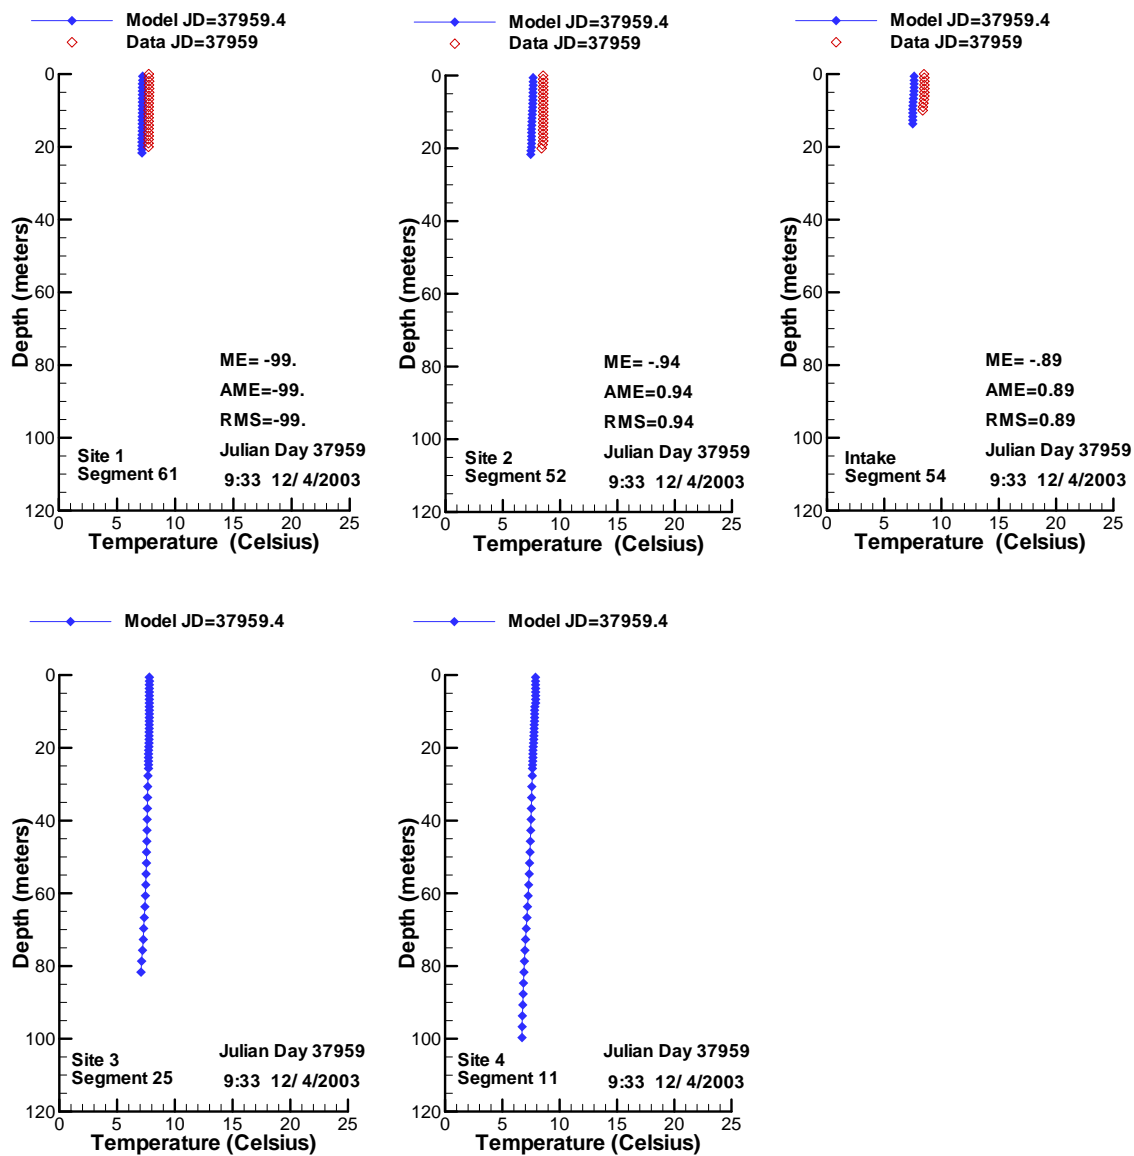 Model JD=37959.4
Data JD=37959
0
20
40
60
80
100
120
Depth (meters)
ME= -99.
AME=-99.
RMS=-99.
Julian Day 37959
9:33 12/ 4/2003
Site 1
Segment 61
0 5 10 15 20 25
Temperature (Celsius)
Model JD=37959.4
Data JD=37959
0
20
40
60
80
100
120
Depth (meters)
ME= -.94
AME=0.94
RMS=0.94
Julian Day 37959
9:33 12/ 4/2003
Site 2
Segment 52
0 5 10 15 20 25
Temperature (Celsius)
Model JD=37959.4
Data JD=37959
0
20
40
60
80
100
120
Depth (meters)
ME= -.89
AME=0.89
RMS=0.89
Julian Day 37959
9:33 12/ 4/2003
Intake
Segment 54
0 5 10 15 20 25
Temperature (Celsius)
Model JD=37959.4
0
20
40
60
80
100
120
Depth (meters)
Julian Day 37959
9:33 12/ 4/2003
Site 3
Segment 25
0 5 10 15 20 25
Temperature (Celsius)
Model JD=37959.4
0
20
40
60
80
100
120
Depth (meters)
Julian Day 37959
9:33 12/ 4/2003
Site 4
Segment 11
0 5 10 15 20 25
Temperature (Celsius)